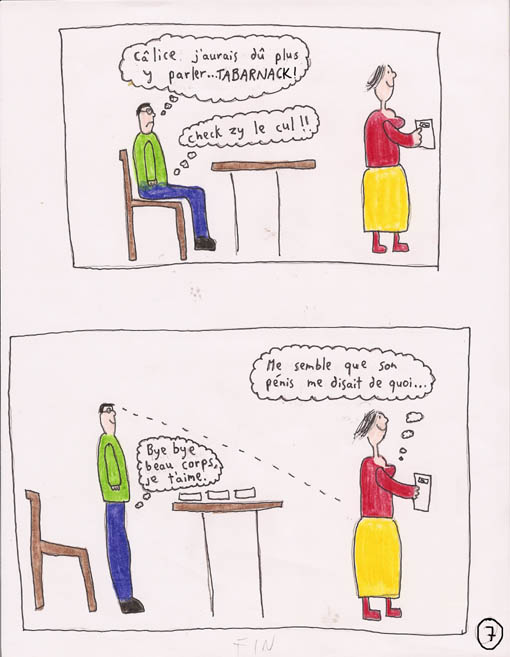 Câlice j'aurais dû plus
y parler...TABARNACK!
check zy le cul!!
Me semble que son
pénis me disait de quoi...
Bye bye
beau corps,
je t'aime.
FIN
7